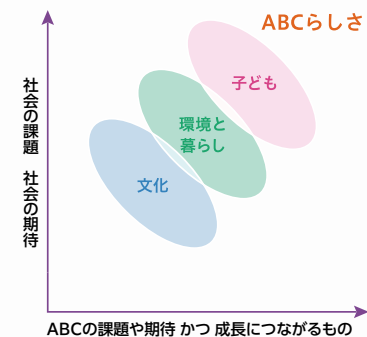 ABCらしさ
子ども
環境と
暮らし
文化
社会の課題 社会の期待
ABCの課題や期待 かつ 成長につながるもの